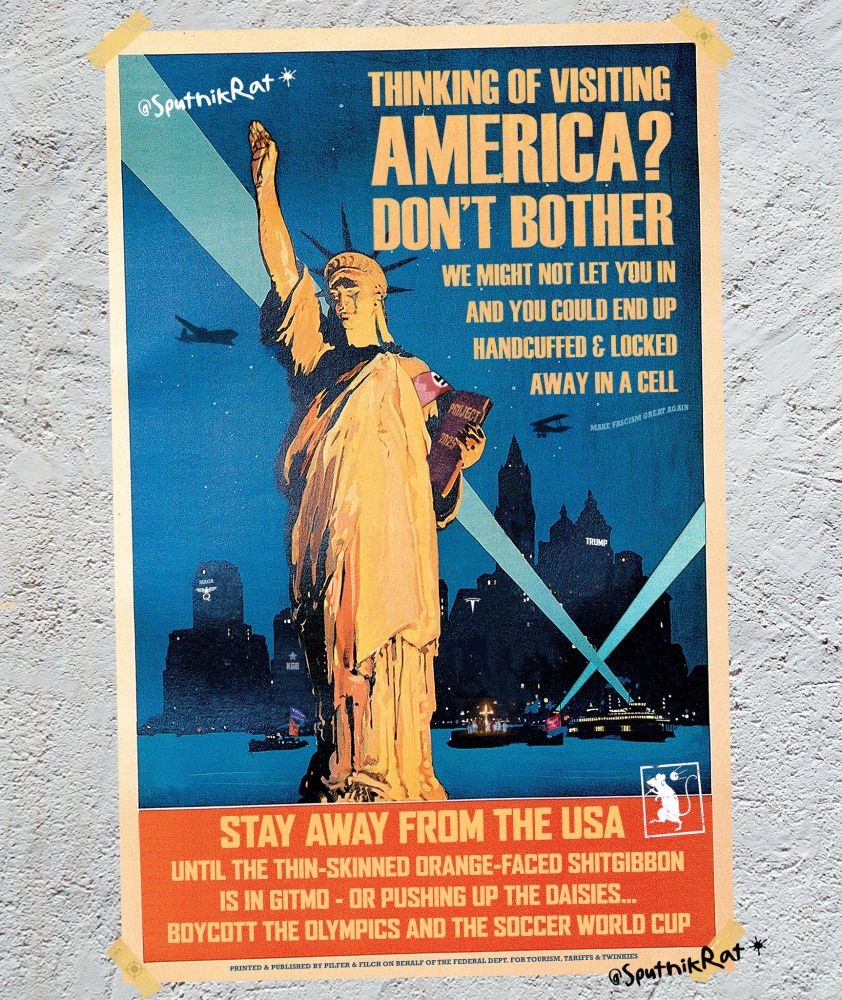 @SputnikRat
THINKING OF VISITING
AMERICA?
DON'T BOTHER
WE MIGHT NOT LET YOU IN
AND YOU COULD END UP
HANDCUFFED & LOCKED
AWAY IN A CELL
MAKE FASCISM GREAT AGAIN
PROJECT
2025
TRUMP
MAGA
KGB
STAY AWAY FROM THE USA
UNTIL THE THIN-SKINNED ORANGE-FACED SHITGIBBON
IS IN GITMO - OR PUSHING UP THE DAISIES...
BOYCOTT THE OLYMPICS AND THE SOCCER WORLD CUP
PRINTED & PUBLISHED BY PILFER & FILCH ON BEHALF OF THE FEDERAL DEPT. FOR TOURISM, TARIFFS & TWINKIES
@SputnikRat